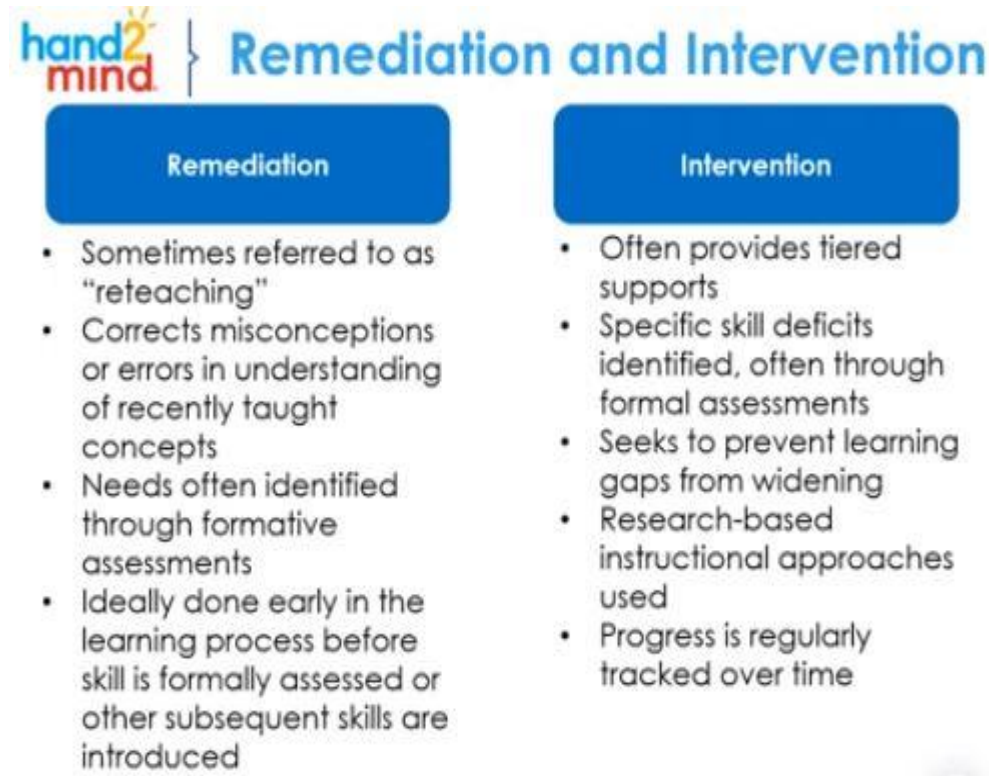 hand2mind
Remediation and Intervention
Remediation
• Sometimes referred to as
“reteaching”
• Corrects misconceptions
or errors in understanding
of recently taught
concepts
• Needs often identified
through formative
assessments
• Ideally done early in the
learning process before
skill is formally assessed or
other subsequent skills are
introduced
Intervention
• Often provides tiered
supports
• Specific skill deficits
identified, often through
formal assessments
• Seeks to prevent learning
gaps from widening
• Research-based
instructional approaches
used
• Progress is regularly
tracked over time